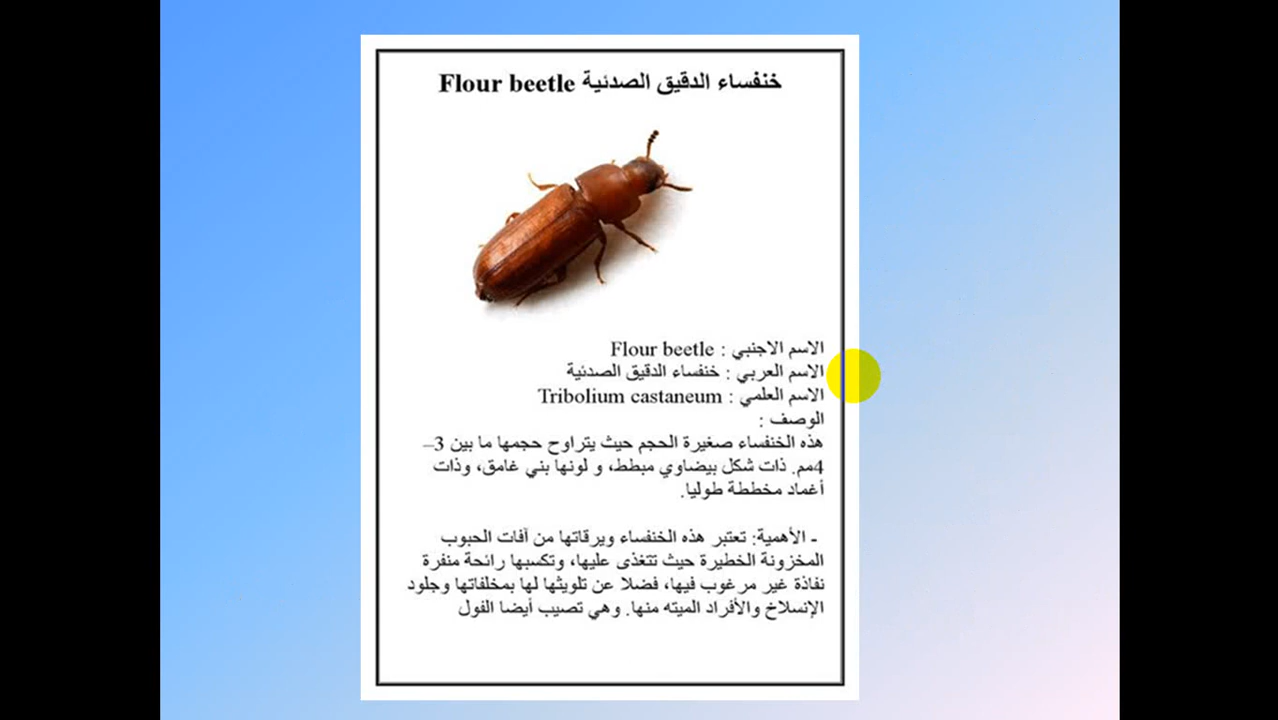 خنفساء الدقيق الصدئية Flour beetle
الاسم الاجنبي : Flour beetle
الاسم العربي : خنفساء الدقيق الصدئية
الاسم العلمي : Tribolium castaneum
الوصف :
هذه الخنفساء صغيرة الحجم حيث يتراوح حجمها ما بين 3–
4مم. ذات شكل بيضاوي مبطط، و لونها بني غامق، وذات
أغماد مخططة طوليا.
- الأهمية: تعتبر هذه الخنفساء ويرقاتها من آفات الحبوب
المخزونة الخطيرة حيث تتغذى عليها، وتكسبها رائحة منفرة
نفاذة غير مرغوب فيها، فضلا عن تلويثها لها بمخلفاتها وجلود
الإنسلاخ والأفراد الميته منها. وهي تصيب أيضا الفول